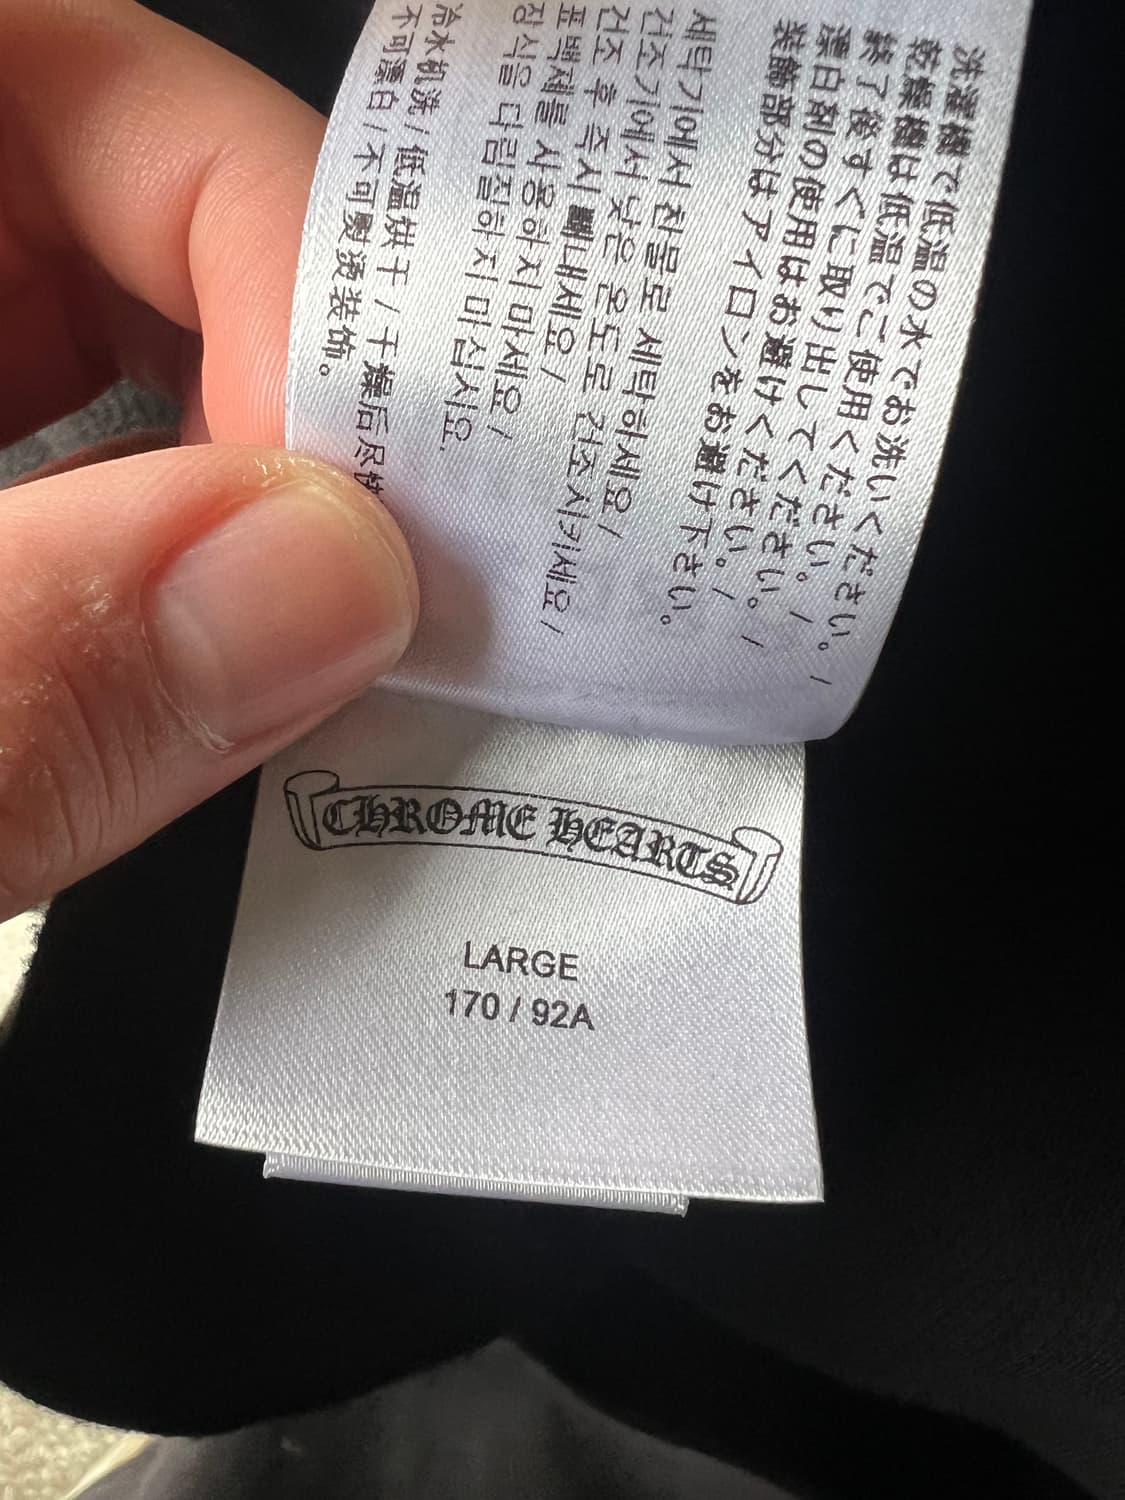 洗濯機で低温の水でお洗いください。/
乾燥機は低温でご使用ください。/
終了後すぐに取り出してください。/
漂白剤の使用はお避けください。/
装飾部分はアイロンをお避け下さい。
세탁기에서 찬물로 세탁하세요/
건조기에서 낮은 온도로 건조시키세요/
건조 후 즉시 빼내세요/
표백제를 사용하지 마세요/
장식을 다림질하지 마십시요.
冷水机洗/低温烘干/干燥后尽快
不可漂白/不可熨烫装饰。
CHROME HEARTS
LARGE
170 / 92A